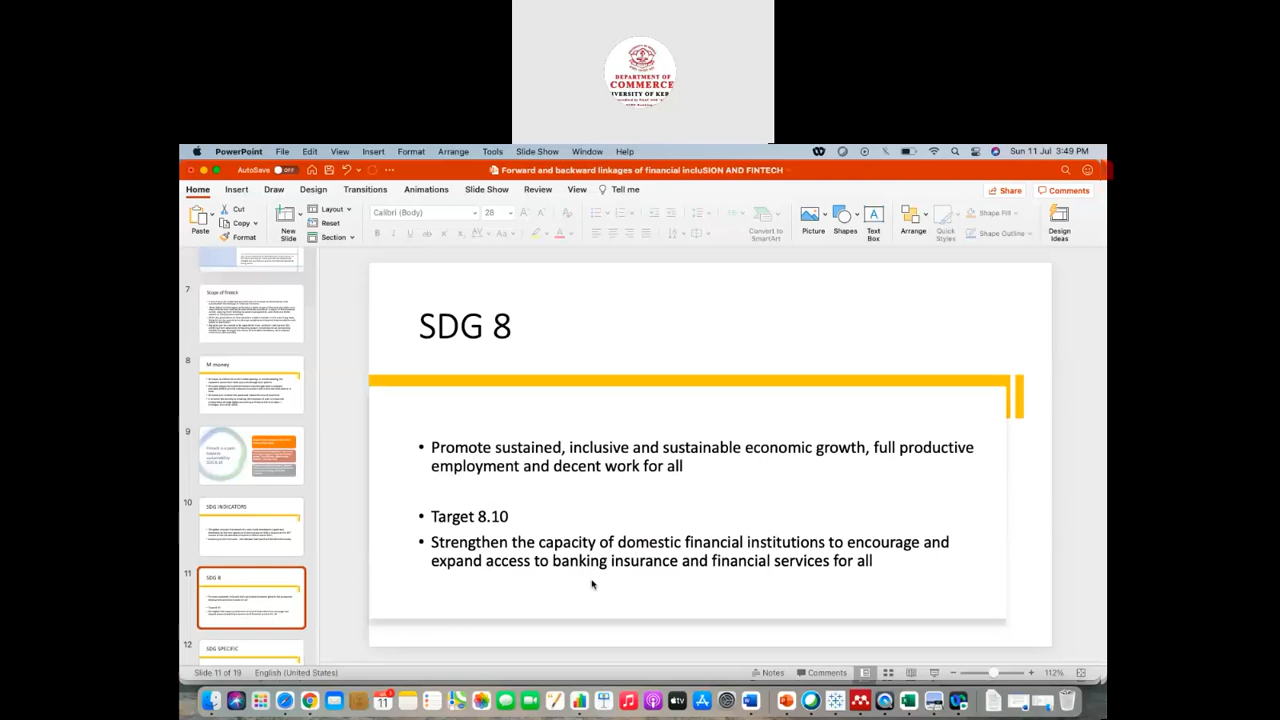 DEPARTMENT OF
COMMERCE
PowerPoint File Edit View Insert Format Arrange Tools Slide Show Window Help Sun 11 Jul 3:49 PM
AutoSave OFF Forward and backward linkages of financial incluSION AND FINTECH
Home Insert Draw Design Transitions Animations Slide Show Review View Tell me Share Comments
Paste Cut Copy Format New Slide Layout Reset Section Calibri (Body) 28 Convert to SmartArt Picture Shapes Text Box Arrange Quick Styles Shape Fill Shape Outline Design Ideas
7
Scope of fintech
8
M money
9
10
SDG INDICATORS
11
SDG 8
12
SDG SPECIFIC
SDG 8
• Promote sustained, inclusive and sustainable economic growth, full productive
employment and decent work for all
• Target 8.10
• Strengthen the capacity of domestic financial institutions to encourage and
expand access to banking insurance and financial services for all
Slide 11 of 19 English (United States) Notes Comments 112%